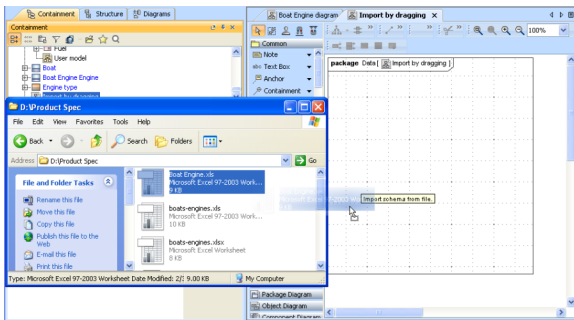 Containment Structure Diagrams
Containment
Fuel
User model
Boat
Boat Engine Engine
Engine type
Import by dragging
Boat Engine diagram Import by dragging
100%
Common
Note
Text Box
Anchor
Containment
package Data [ Import by dragging ]
Import schema from file.
D:\Product Spec
File Edit View Favorites Tools Help
Back Search Folders
Address D:\Product Spec Go
File and Folder Tasks
Rename this file
Move this file
Copy this file
Publish this file to the
Web
E-mail this file
Print this file
Boat Engine.xls
Microsoft Excel 97-2003 Work...
9 KB
boats-engines.xls
Microsoft Excel 97-2003 Work...
10 KB
boats-engines.xlsx
Microsoft Excel Worksheet
8 KB
Type: Microsoft Excel 97-2003 Worksheet Date Modified: 2/ 9.00 KB My Computer
Package Diagram
Object Diagram
Component Diagram